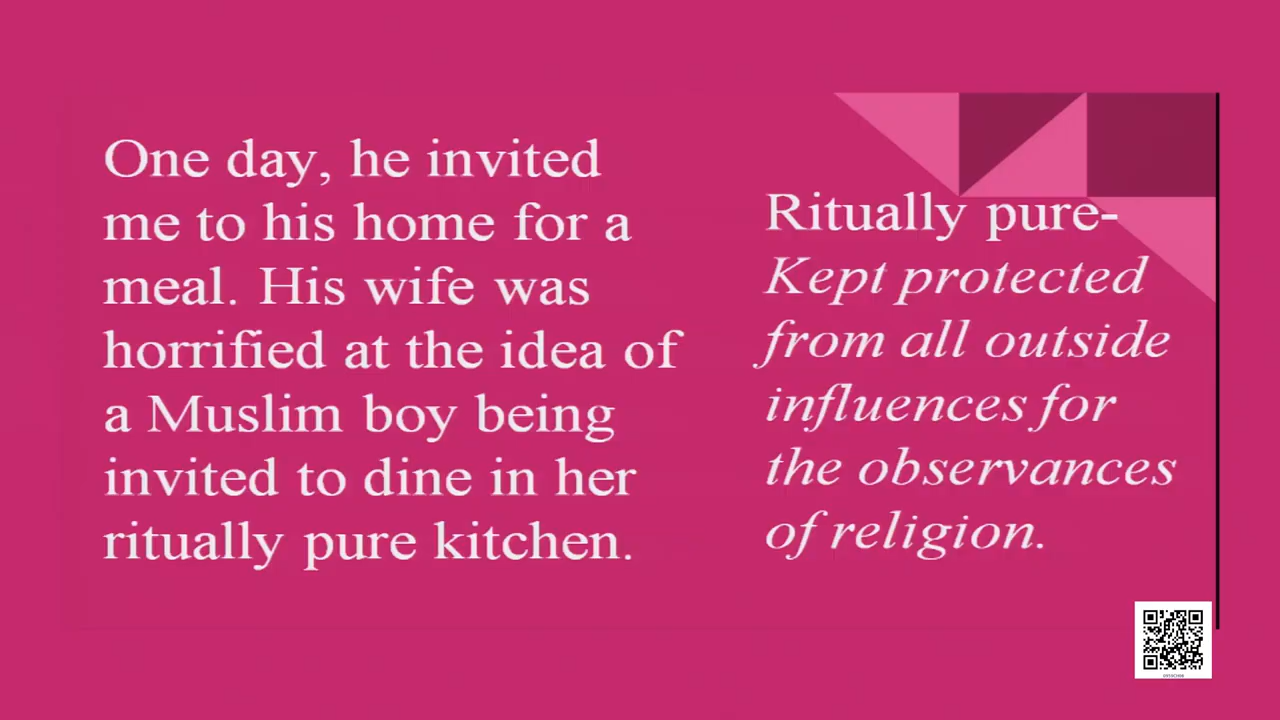 One day, he invited
me to his home for a
meal. His wife was
horrified at the idea of
a Muslim boy being
invited to dine in her
ritually pure kitchen.
Ritually pure-
Kept protected
from all outside
influences for
the observances
of religion.